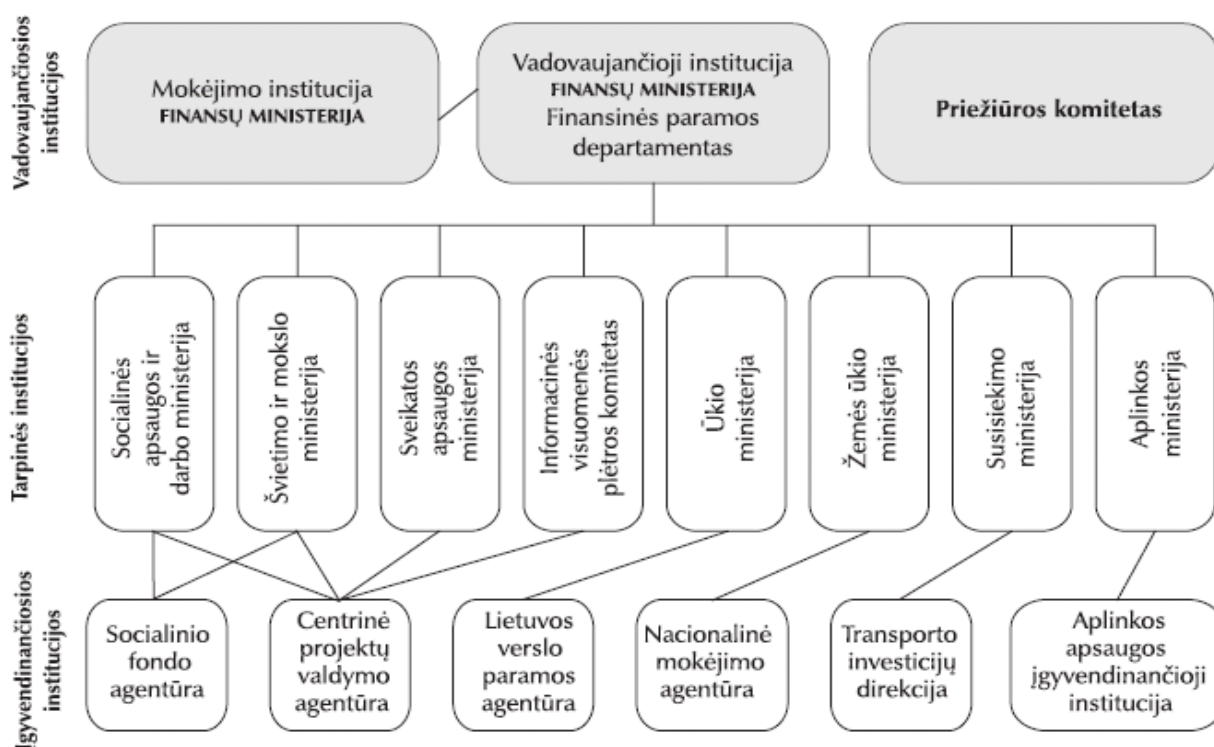 Vadovaujančiosios
institucijos
Mokėjimo institucija
FINANSŲ MINISTERIJA
Vadovaujančioji institucija
FINANSŲ MINISTERIJA
Finansinės paramos
departamentas
Priežiūros komitetas
Tarpinės institucijos
Socialinės
apsaugos ir
darbo ministerija
Švietimo ir mokslo
ministerija
Sveikatos
apsaugos
ministerija
Informacinės
visuomenės
plėtros komitetas
Ūkio
ministerija
Žemės ūkio
ministerija
Susisiekimo
ministerija
Aplinkos
ministerija
Įgyvendinančiosios
institucijos
Socialinio
fondo
agentūra
Centrinė
projektų
valdymo
agentūra
Lietuvos
verslo
paramos
agentūra
Nacionalinė
mokėjimo
agentūra
Transporto
investicijų
direkcija
Aplinkos
apsaugos
įgyvendinančioji
institucija